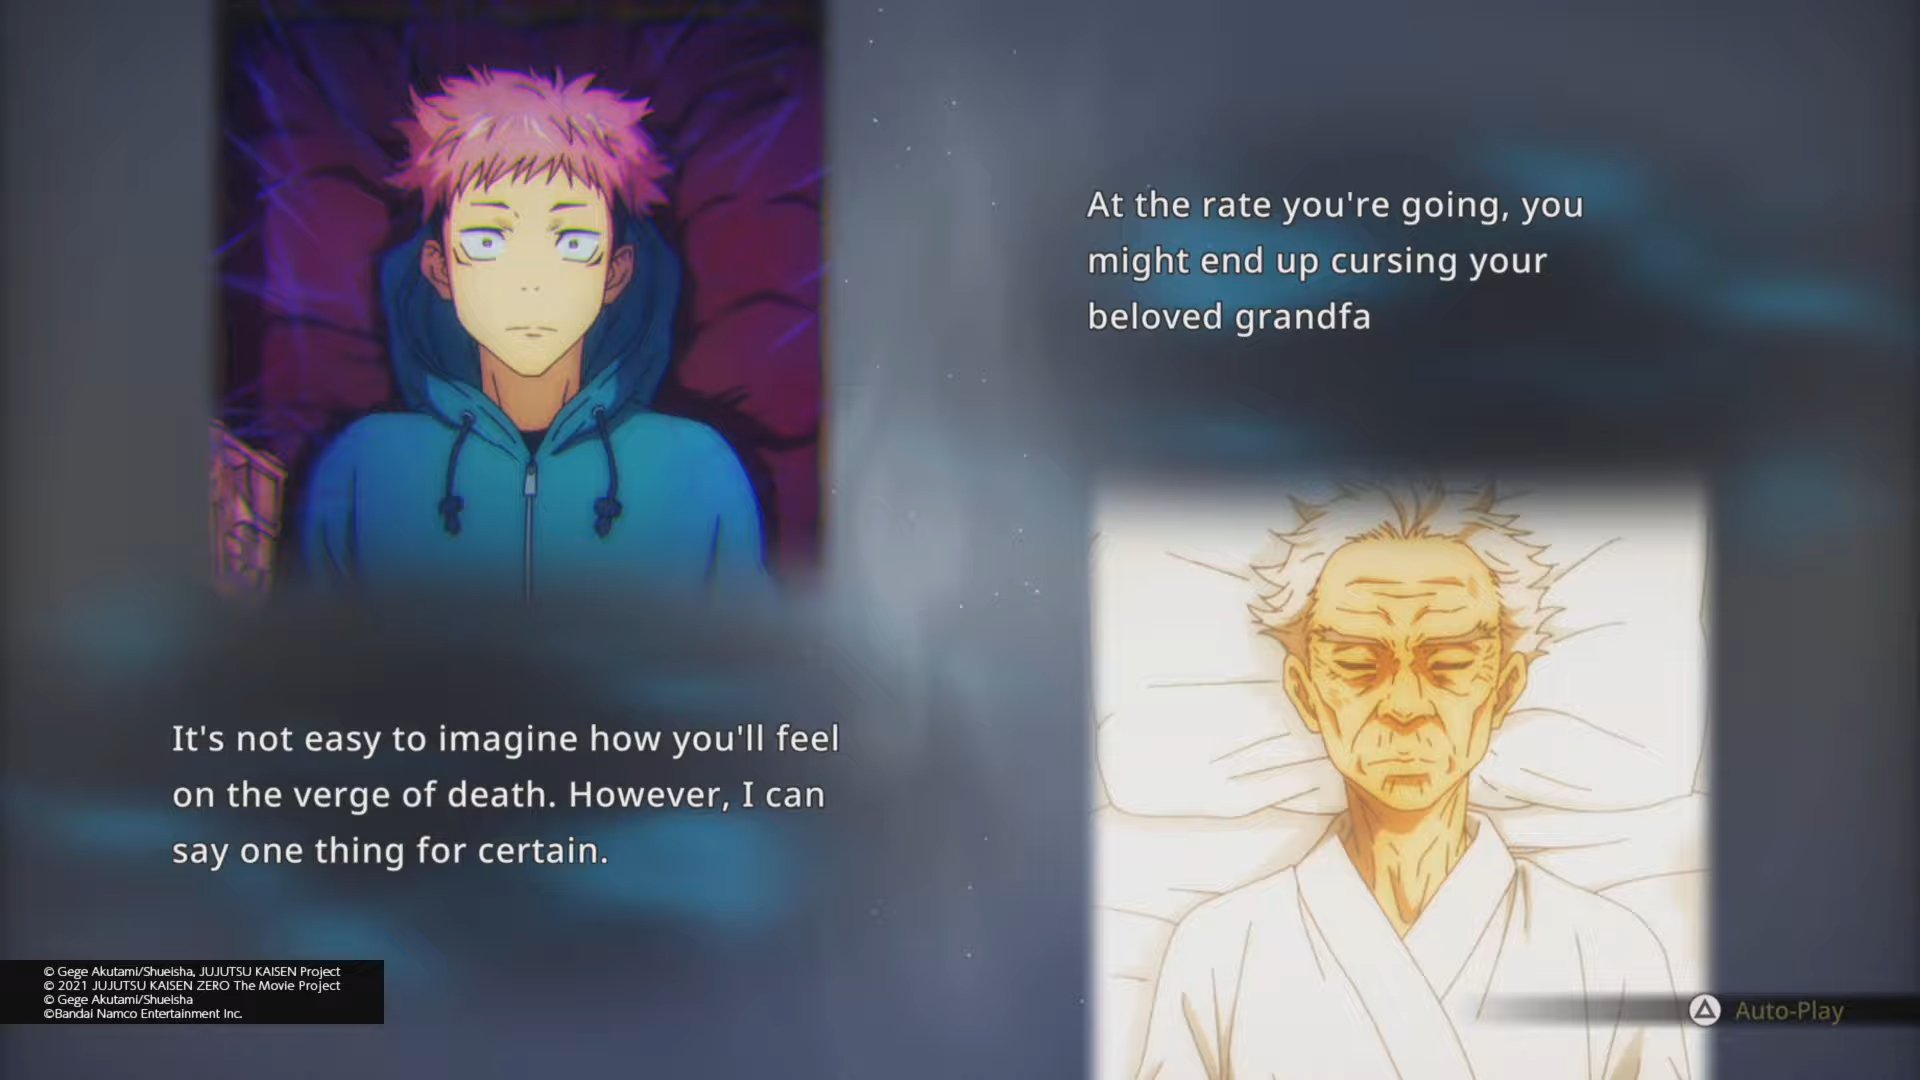 At the rate you're going, you
might end up cursing your
beloved grandfa
It's not easy to imagine how you'll feel
on the verge of death. However, I can
say one thing for certain.
© Gege Akutami/Shueisha, JUJUTSU KAISEN Project
© 2021 JUJUTSU KAISEN ZERO The Movie Project
© Gege Akutami/Shueisha
©Bandai Namco Entertainment Inc.
Auto-Play